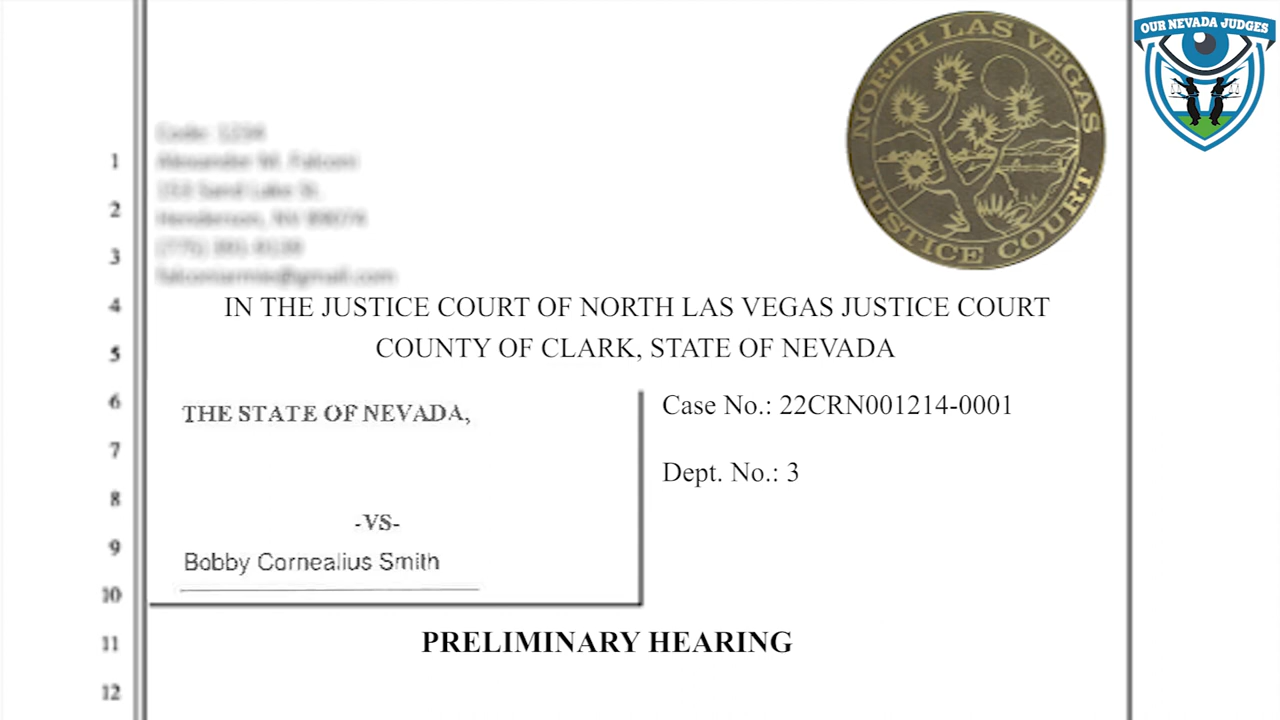 OUR NEVADA JUDGES
NORTH LAS VEGAS
JUSTICE COURT
1
2
3
4
IN THE JUSTICE COURT OF NORTH LAS VEGAS JUSTICE COURT
5
COUNTY OF CLARK, STATE OF NEVADA
6
THE STATE OF NEVADA,
Case No.: 22CRN001214-0001
7
Dept. No.: 3
8
-VS-
9
Bobby Cornealius Smith
10
11
PRELIMINARY HEARING
12